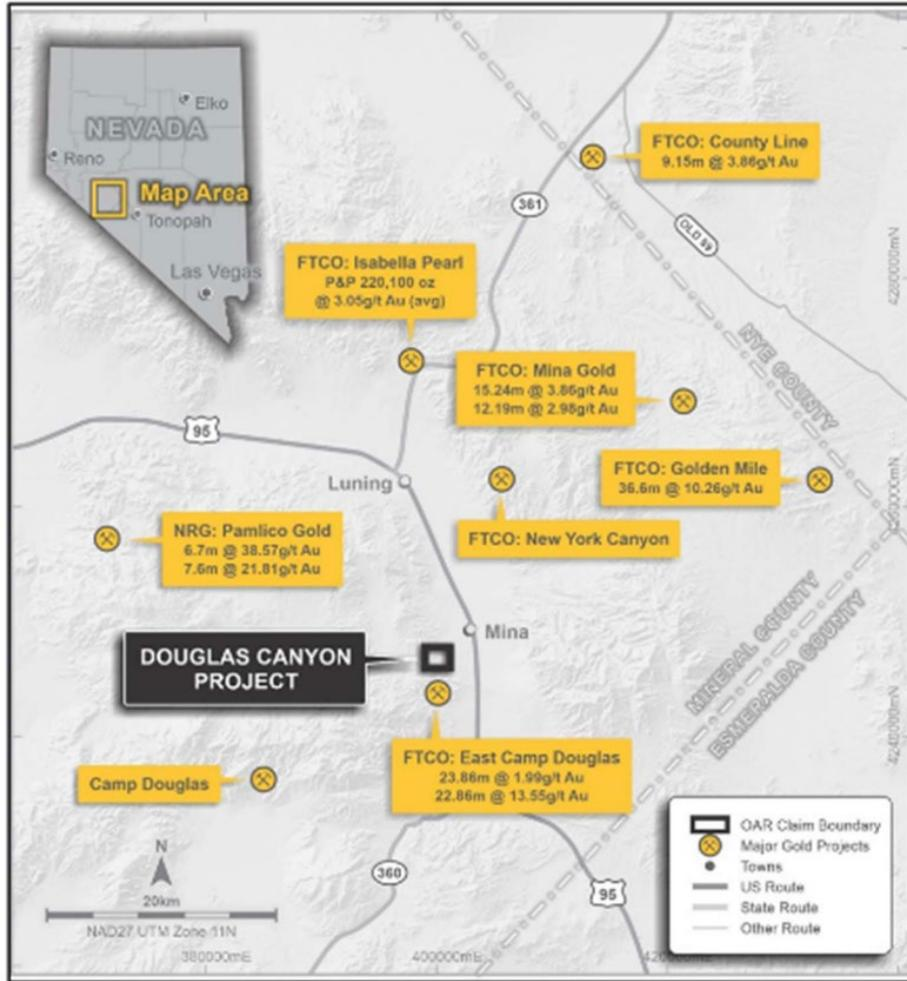 Elko
NEVADA
Reno
Map Area
Tonopah
Las Vegas
FTCO: County Line
9.15m @ 3.86g/t Au
361
OLD 89
4280000mN
FTCO: Isabella Pearl
P&P 220,100 oz
@ 3.05g/t Au (avg)
FTCO: Mina Gold
15.24m @ 3.86g/t Au
12.19m @ 2.98g/t Au
NYE COUNTY
95
Luning
FTCO: Golden Mile
36.6m @ 10.26g/t Au
4260000mN
FTCO: New York Canyon
NRG: Pamlico Gold
6.7m @ 38.57g/t Au
7.6m @ 21.81g/t Au
Mina
MINERAL COUNTY
ESMERALDA COUNTY
DOUGLAS CANYON
PROJECT
4240000mN
FTCO: East Camp Douglas
23.86m @ 1.99g/t Au
22.86m @ 13.55g/t Au
Camp Douglas
N
20km
NAD27 UTM Zone 11N
360
95
OAR Claim Boundary
Major Gold Projects
Towns
US Route
State Route
Other Route
380000mE
400000mE
420000mE